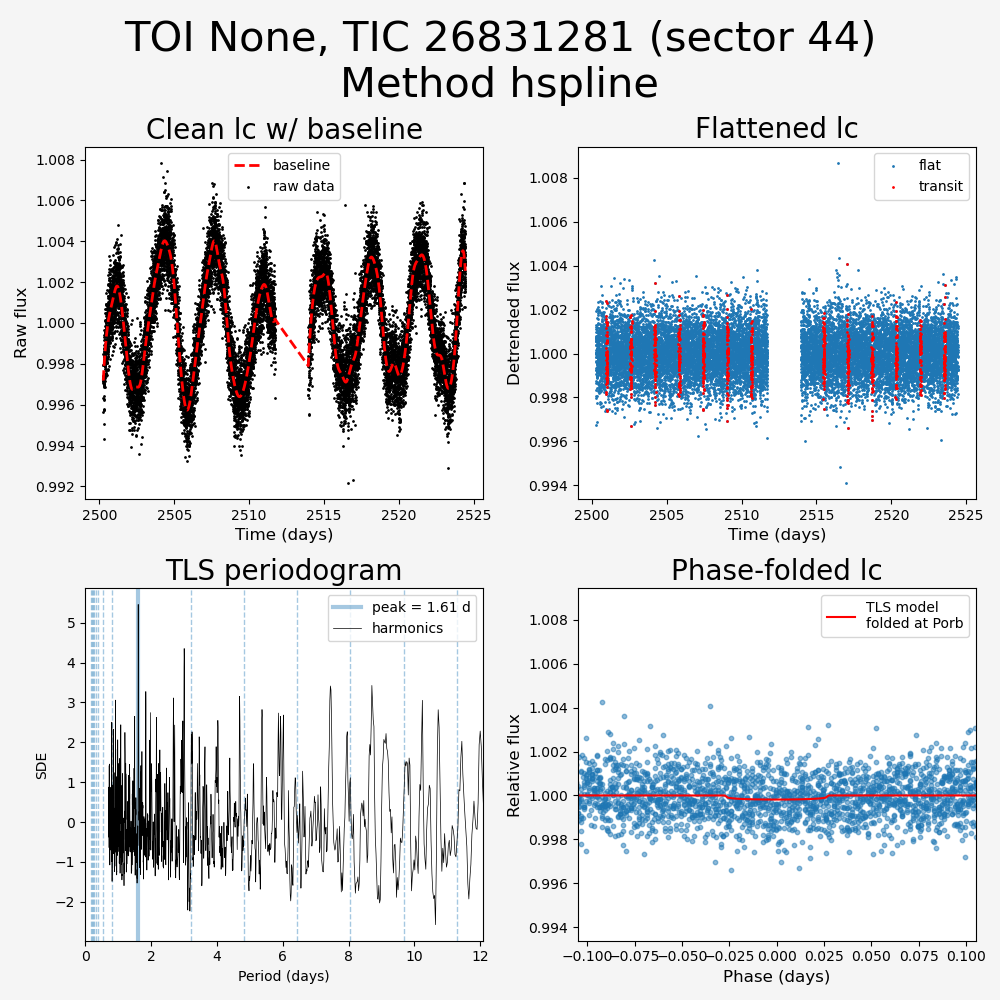 TOI None, TIC 26831281 (sector 44)
Method hspline
Clean lc w/ baseline
baseline
raw data
1.008
1.006
1.004
1.002
1.000
0.998
0.996
0.994
0.992
Raw flux
2500
2505
2510
2515
2520
2525
Time (days)
Flattened lc
flat
transit
1.008
1.006
1.004
1.002
1.000
0.998
0.996
0.994
Detrended flux
2500
2505
2510
2515
2520
2525
Time (days)
TLS periodogram
peak = 1.61 d
harmonics
5
4
3
2
1
0
−1
−2
SDE
0
2
4
6
8
10
12
Period (days)
Phase-folded lc
TLS model
folded at Porb
1.008
1.006
1.004
1.002
1.000
0.998
0.996
0.994
Relative flux
−0.100
−0.075
−0.050
−0.025
0.000
0.025
0.050
0.075
0.100
Phase (days)